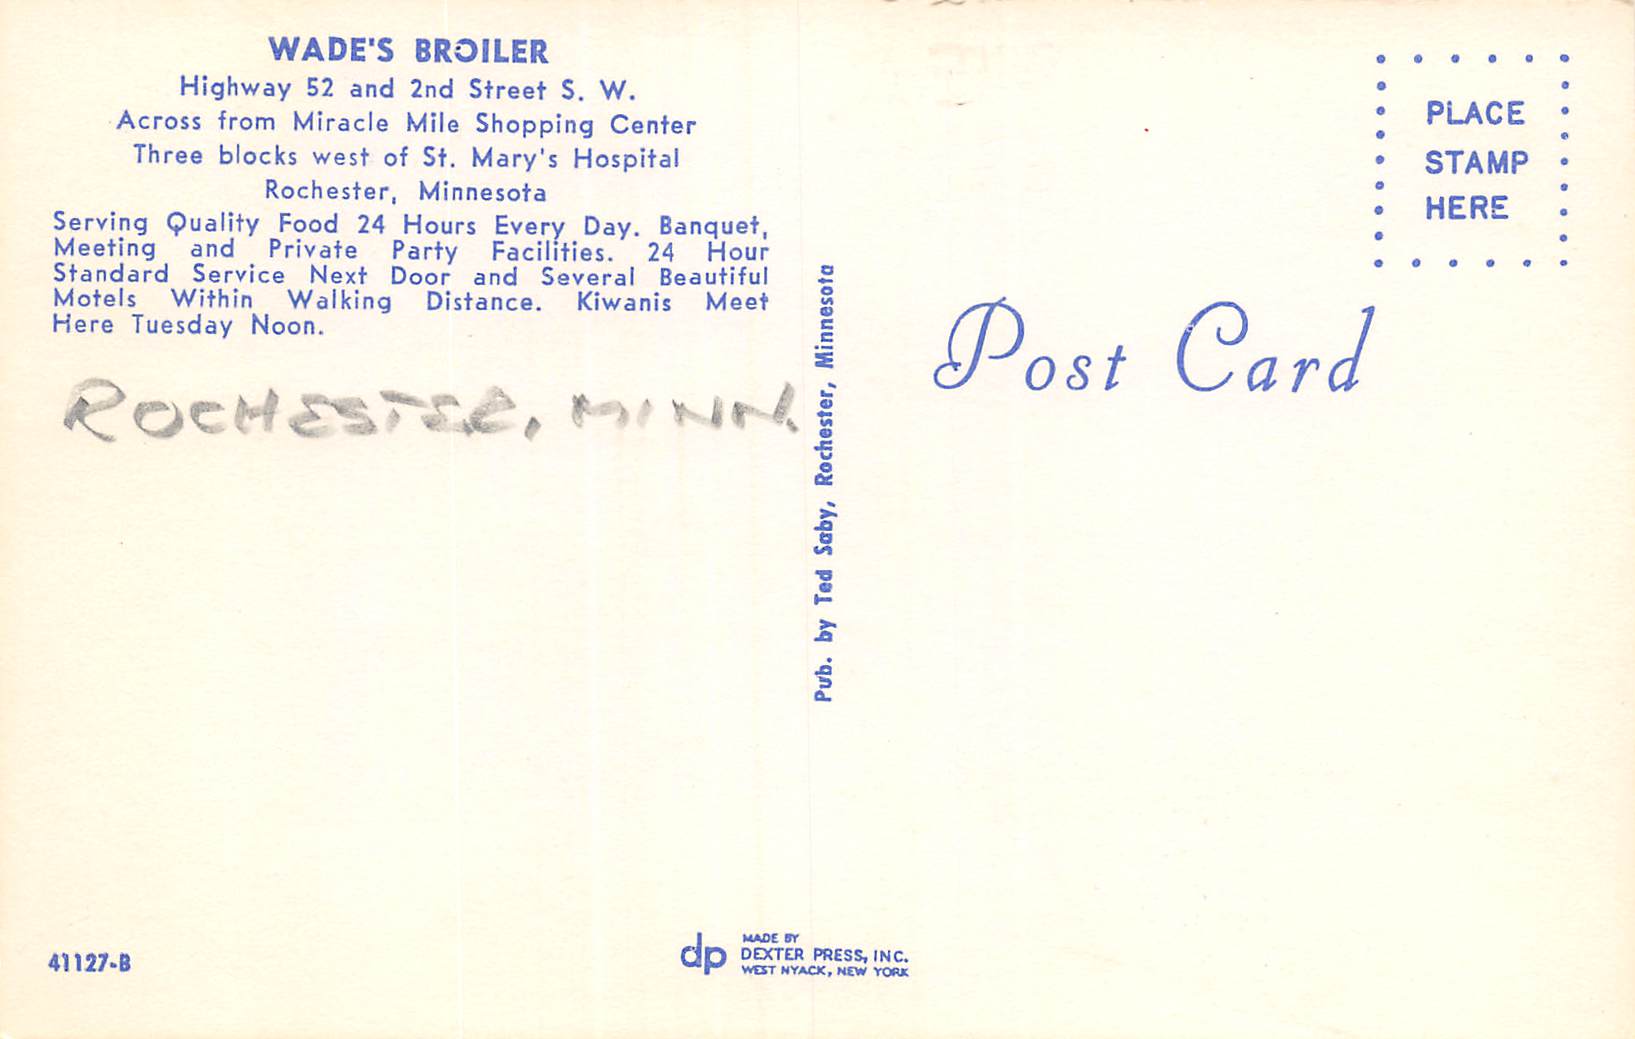 WADE'S BROILER
Highway 52 and 2nd Street S. W.
Across from Miracle Mile Shopping Center
Three blocks west of St. Mary's Hospital
Rochester, Minnesota
Serving Quality Food 24 Hours Every Day. Banquet,
Meeting and Private Party Facilities. 24 Hour
Standard Service Next Door and Several Beautiful
Motels Within Walking Distance. Kiwanis Meet
Here Tuesday Noon.
ROCHESTER, MINN.
41127-B
Pub. by Ted Saby, Rochester, Minnesota
dp
MADE BY
DEXTER PRESS, INC.
WEST NYACK, NEW YORK
PLACE
STAMP
HERE
Post Card